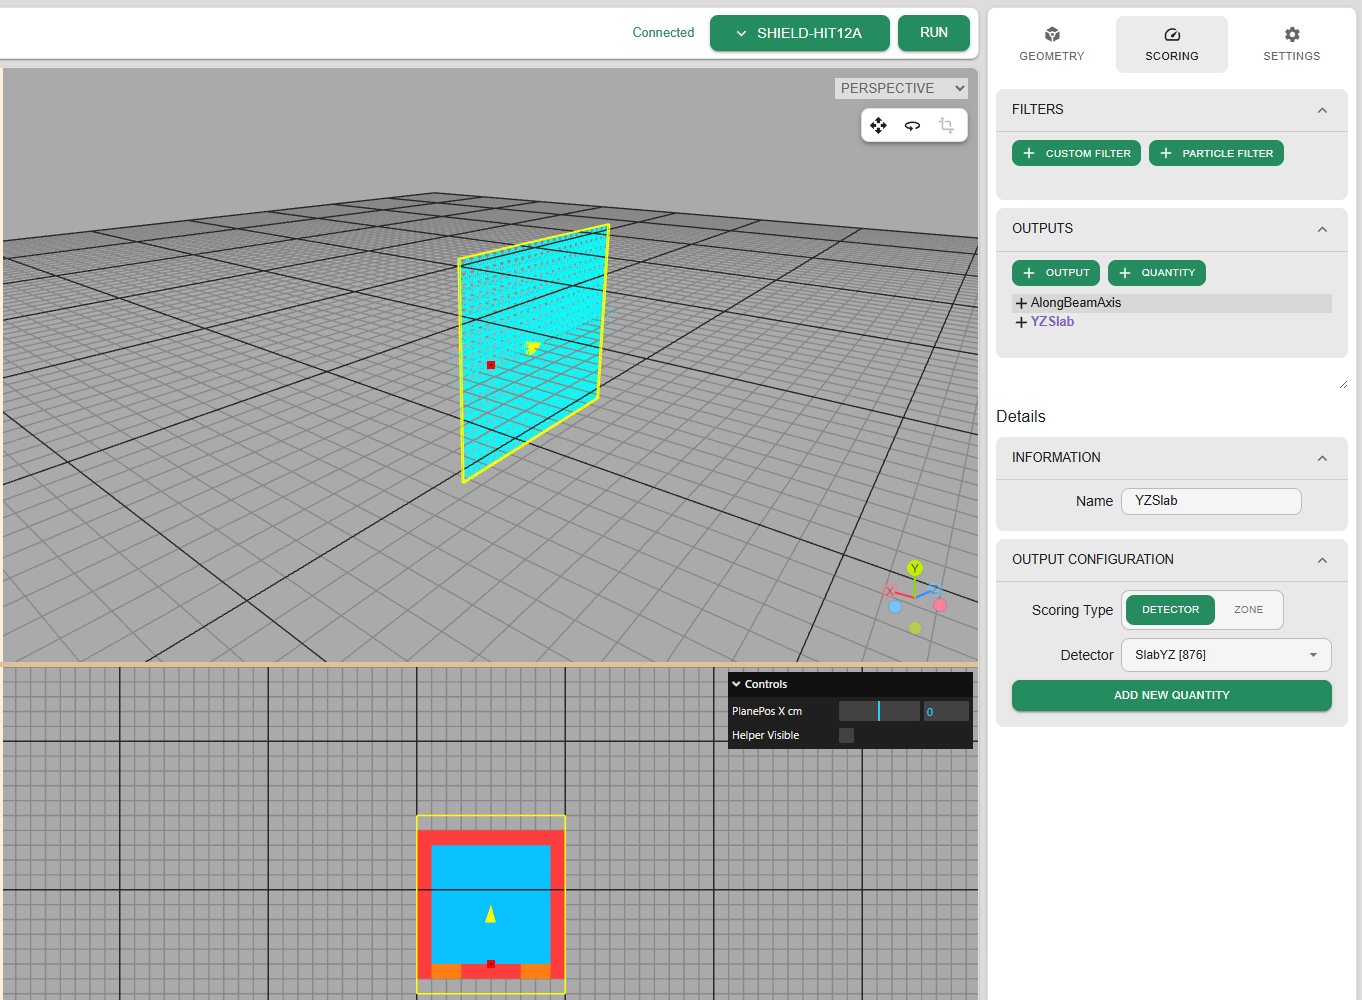 Connected
SHIELD-HIT12A
RUN
GEOMETRY
SCORING
SETTINGS
PERSPECTIVE
FILTERS
CUSTOM FILTER
PARTICLE FILTER
OUTPUTS
OUTPUT
QUANTITY
AlongBeamAxis
YZSlab
Details
INFORMATION
Name
YZSlab
OUTPUT CONFIGURATION
Scoring Type
DETECTOR
ZONE
Detector
SlabYZ [876]
ADD NEW QUANTITY
Y
X
Z
Controls
PlanePos X cm
0
Helper Visible